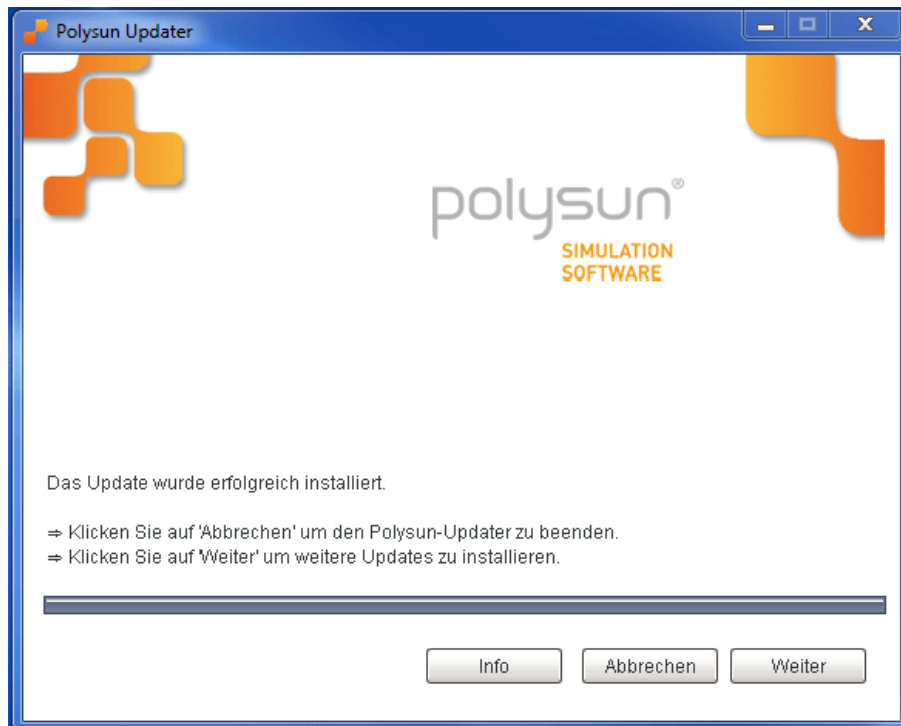 Polysun Updater
polysun®
SIMULATION
SOFTWARE
Das Update wurde erfolgreich installiert.
⇒ Klicken Sie auf 'Abbrechen' um den Polysun-Updater zu beenden.
⇒ Klicken Sie auf 'Weiter' um weitere Updates zu installieren.
Info Abbrechen Weiter